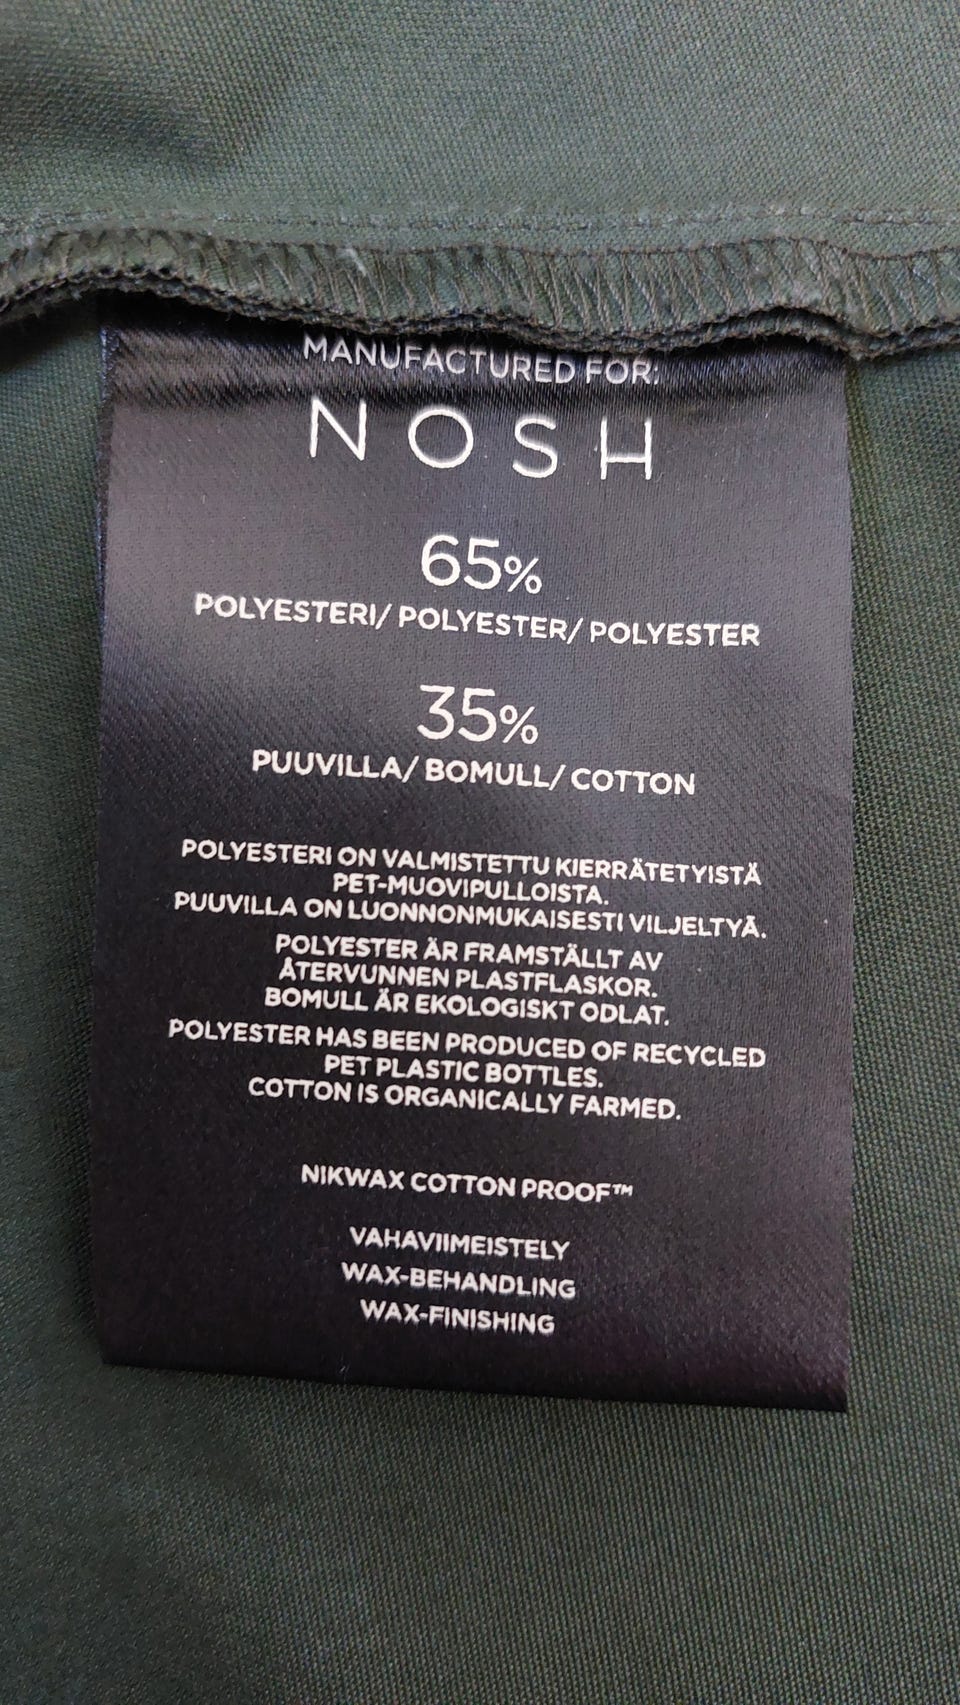 MANUFACTURED FOR:
NOSH
65%
POLYESTERI/ POLYESTER/ POLYESTER
35%
PUUVILLA/ BOMULL/ COTTON
POLYESTERI ON VALMISTETTU KIERRÄTETYISTÄ
PET-MUOVIPULLOISTA.
PUUVILLA ON LUONNONMUKAISESTI VILJELTYÄ.
POLYESTER ÄR FRAMSTÄLLT AV
ÅTERVUNNEN PLASTFLASKOR.
BOMULL ÄR EKOLOGISKT ODLAT.
POLYESTER HAS BEEN PRODUCED OF RECYCLED
PET PLASTIC BOTTLES.
COTTON IS ORGANICALLY FARMED.
NIKWAX COTTON PROOF™
VAHAVIIMEISTELY
WAX-BEHANDLING
WAX-FINISHING